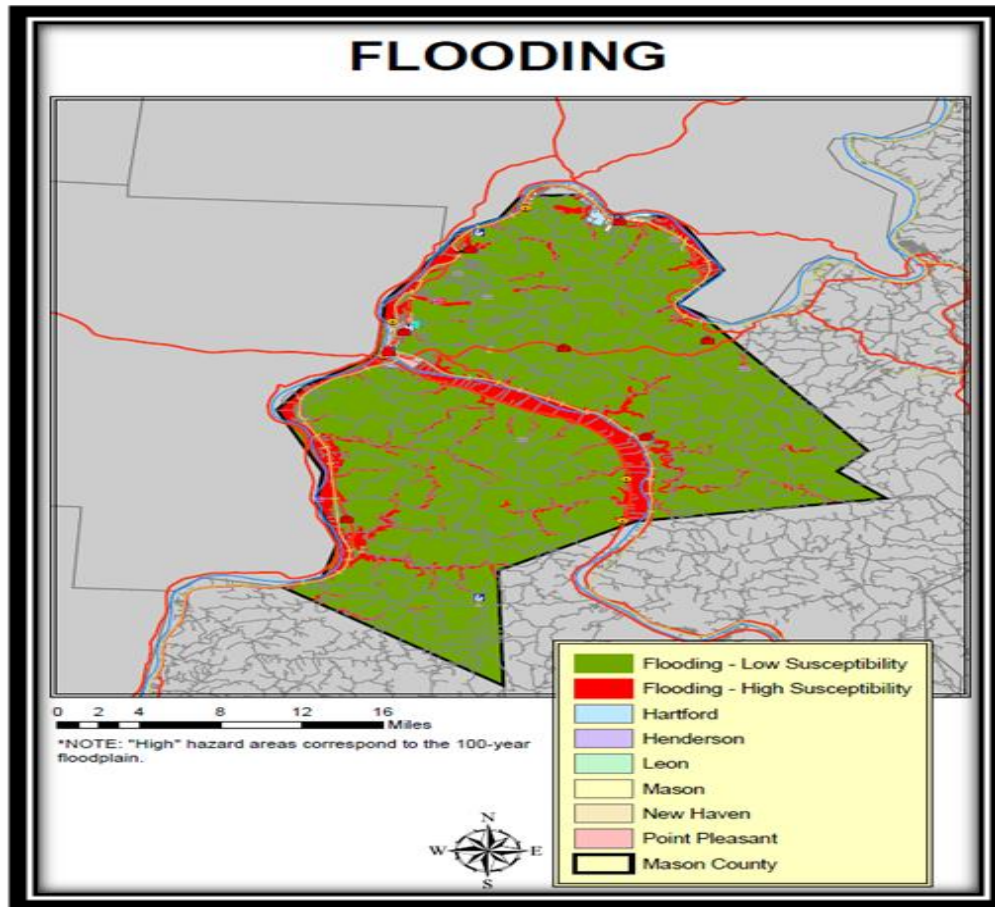 FLOODING
Flooding - Low Susceptibility
Flooding - High Susceptibility
Hartford
Henderson
Leon
Mason
New Haven
Point Pleasant
Mason County
0 2 4 8 12 16
Miles
*NOTE: "High" hazard areas correspond to the 100-year
floodplain.
N
W E
S